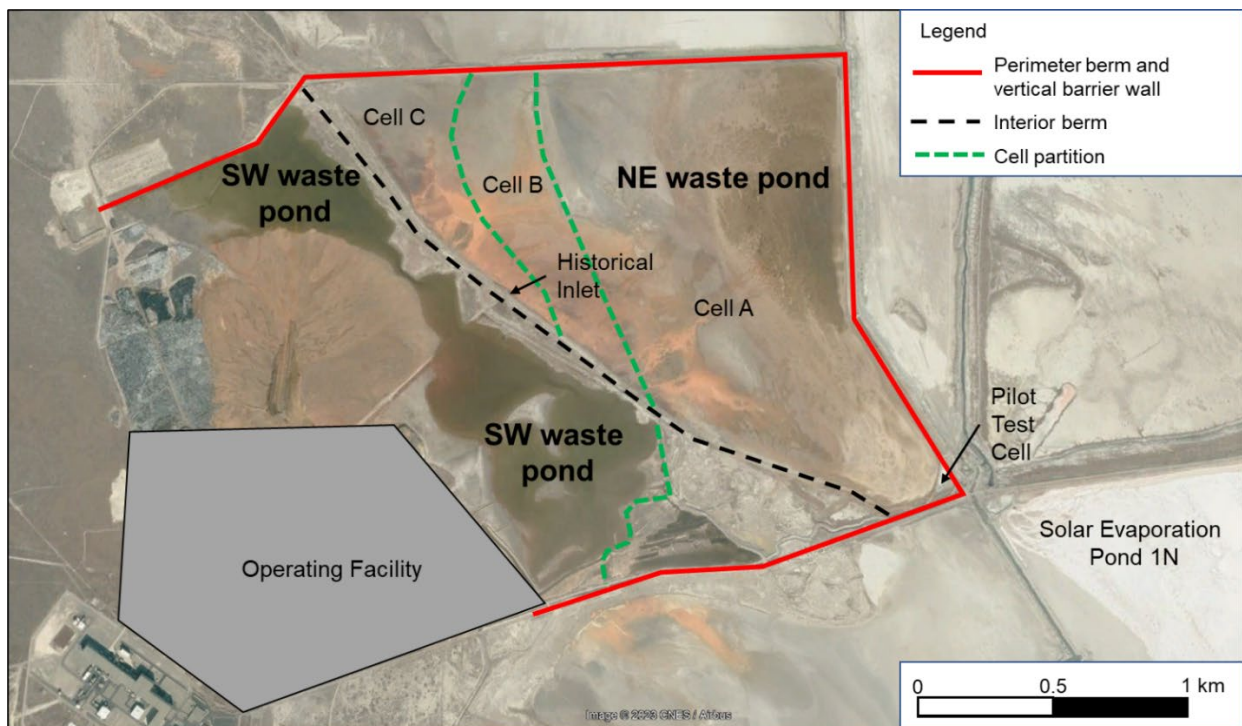 Legend
Perimeter berm and
vertical barrier wall
Interior berm
Cell partition
Cell C
SW waste
pond
Cell B
NE waste pond
Historical
Inlet
Cell A
Pilot
Test
Cell
SW waste
pond
Solar Evaporation
Pond 1N
Operating Facility
0 0.5 1 km
Image © 2023 CNES / Airbus